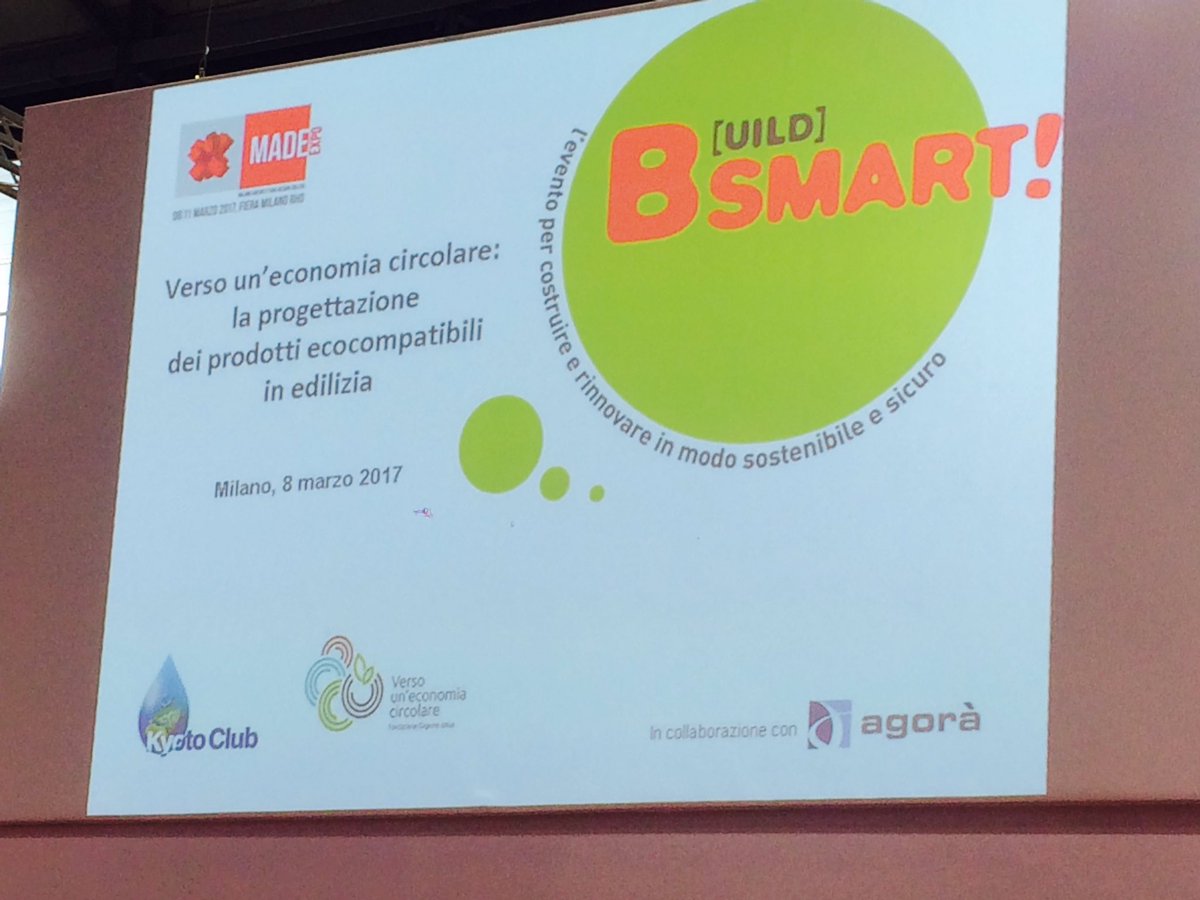 MADE
EXPO
08 11 MARZO 2017, FIERA MILANO RHO
B[UILD]
SMART!
l'evento per costruire e rinnovare in modo sostenibile e sicuro
Verso un'economia circolare:
la progettazione
dei prodotti ecocompatibili
in edilizia
Milano, 8 marzo 2017
Kyoto Club
Verso
un'economia
circolare
In collaborazione con
agorà